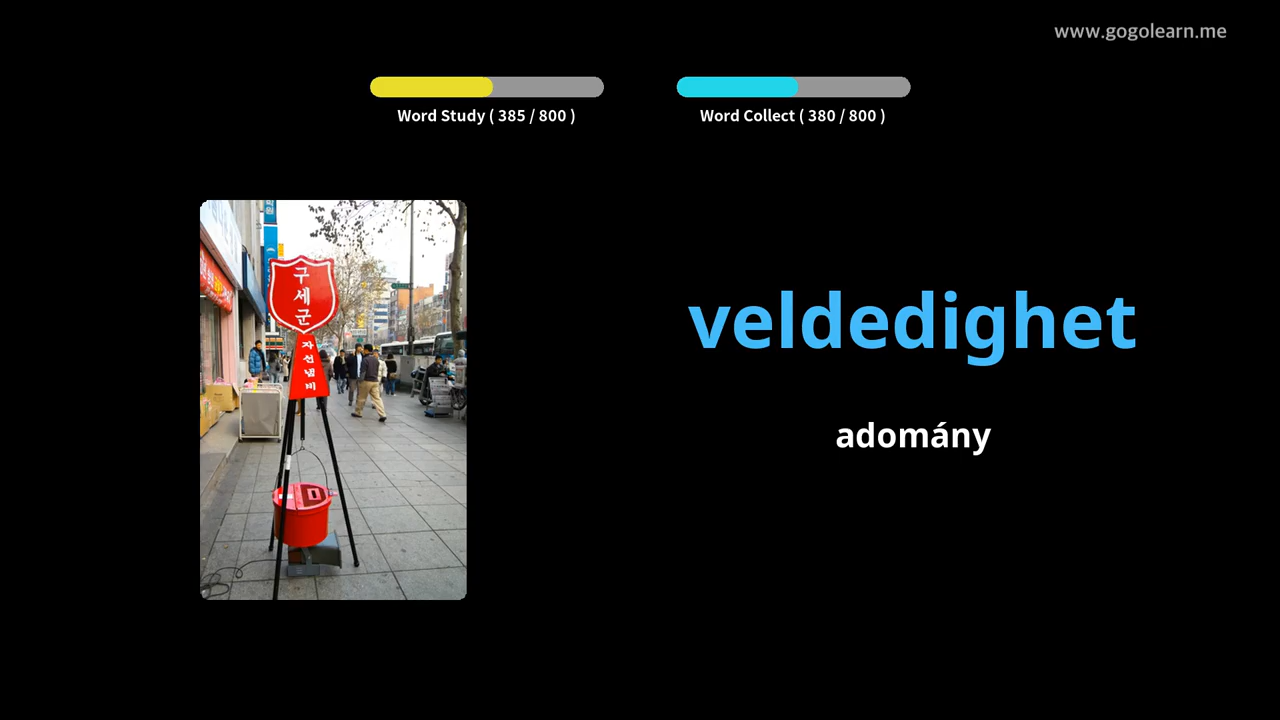 www.gogolearn.me
Word Study ( 385 / 800 )
Word Collect ( 380 / 800 )
구
세
군
자
선
냄
비
veldedighet
adomány